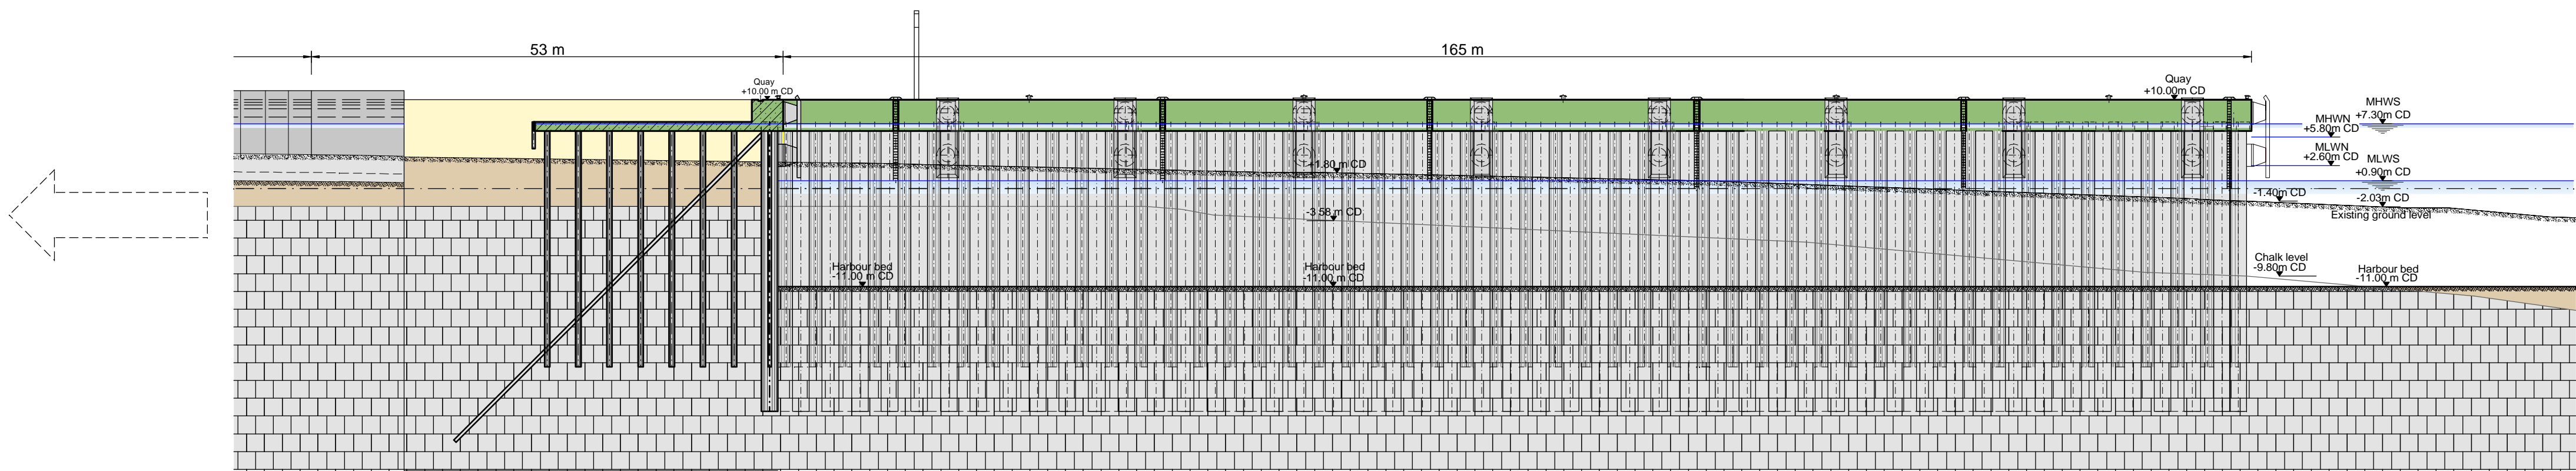 53 m
165 m
Quay
+10.00 m CD
Quay
+10.00m CD
MHWS
+7.30m CD
MHWN
+5.80m CD
MLWN
+2.60m CD
MLWS
+0.90m CD
+1.80 m CD
-1.40m CD
-2.03m CD
Existing ground level
-3.58 m CD
Harbour bed
-11.00 m CD
Harbour bed
-11.00 m CD
Chalk level
-9.80m CD
Harbour bed
-11.00 m CD